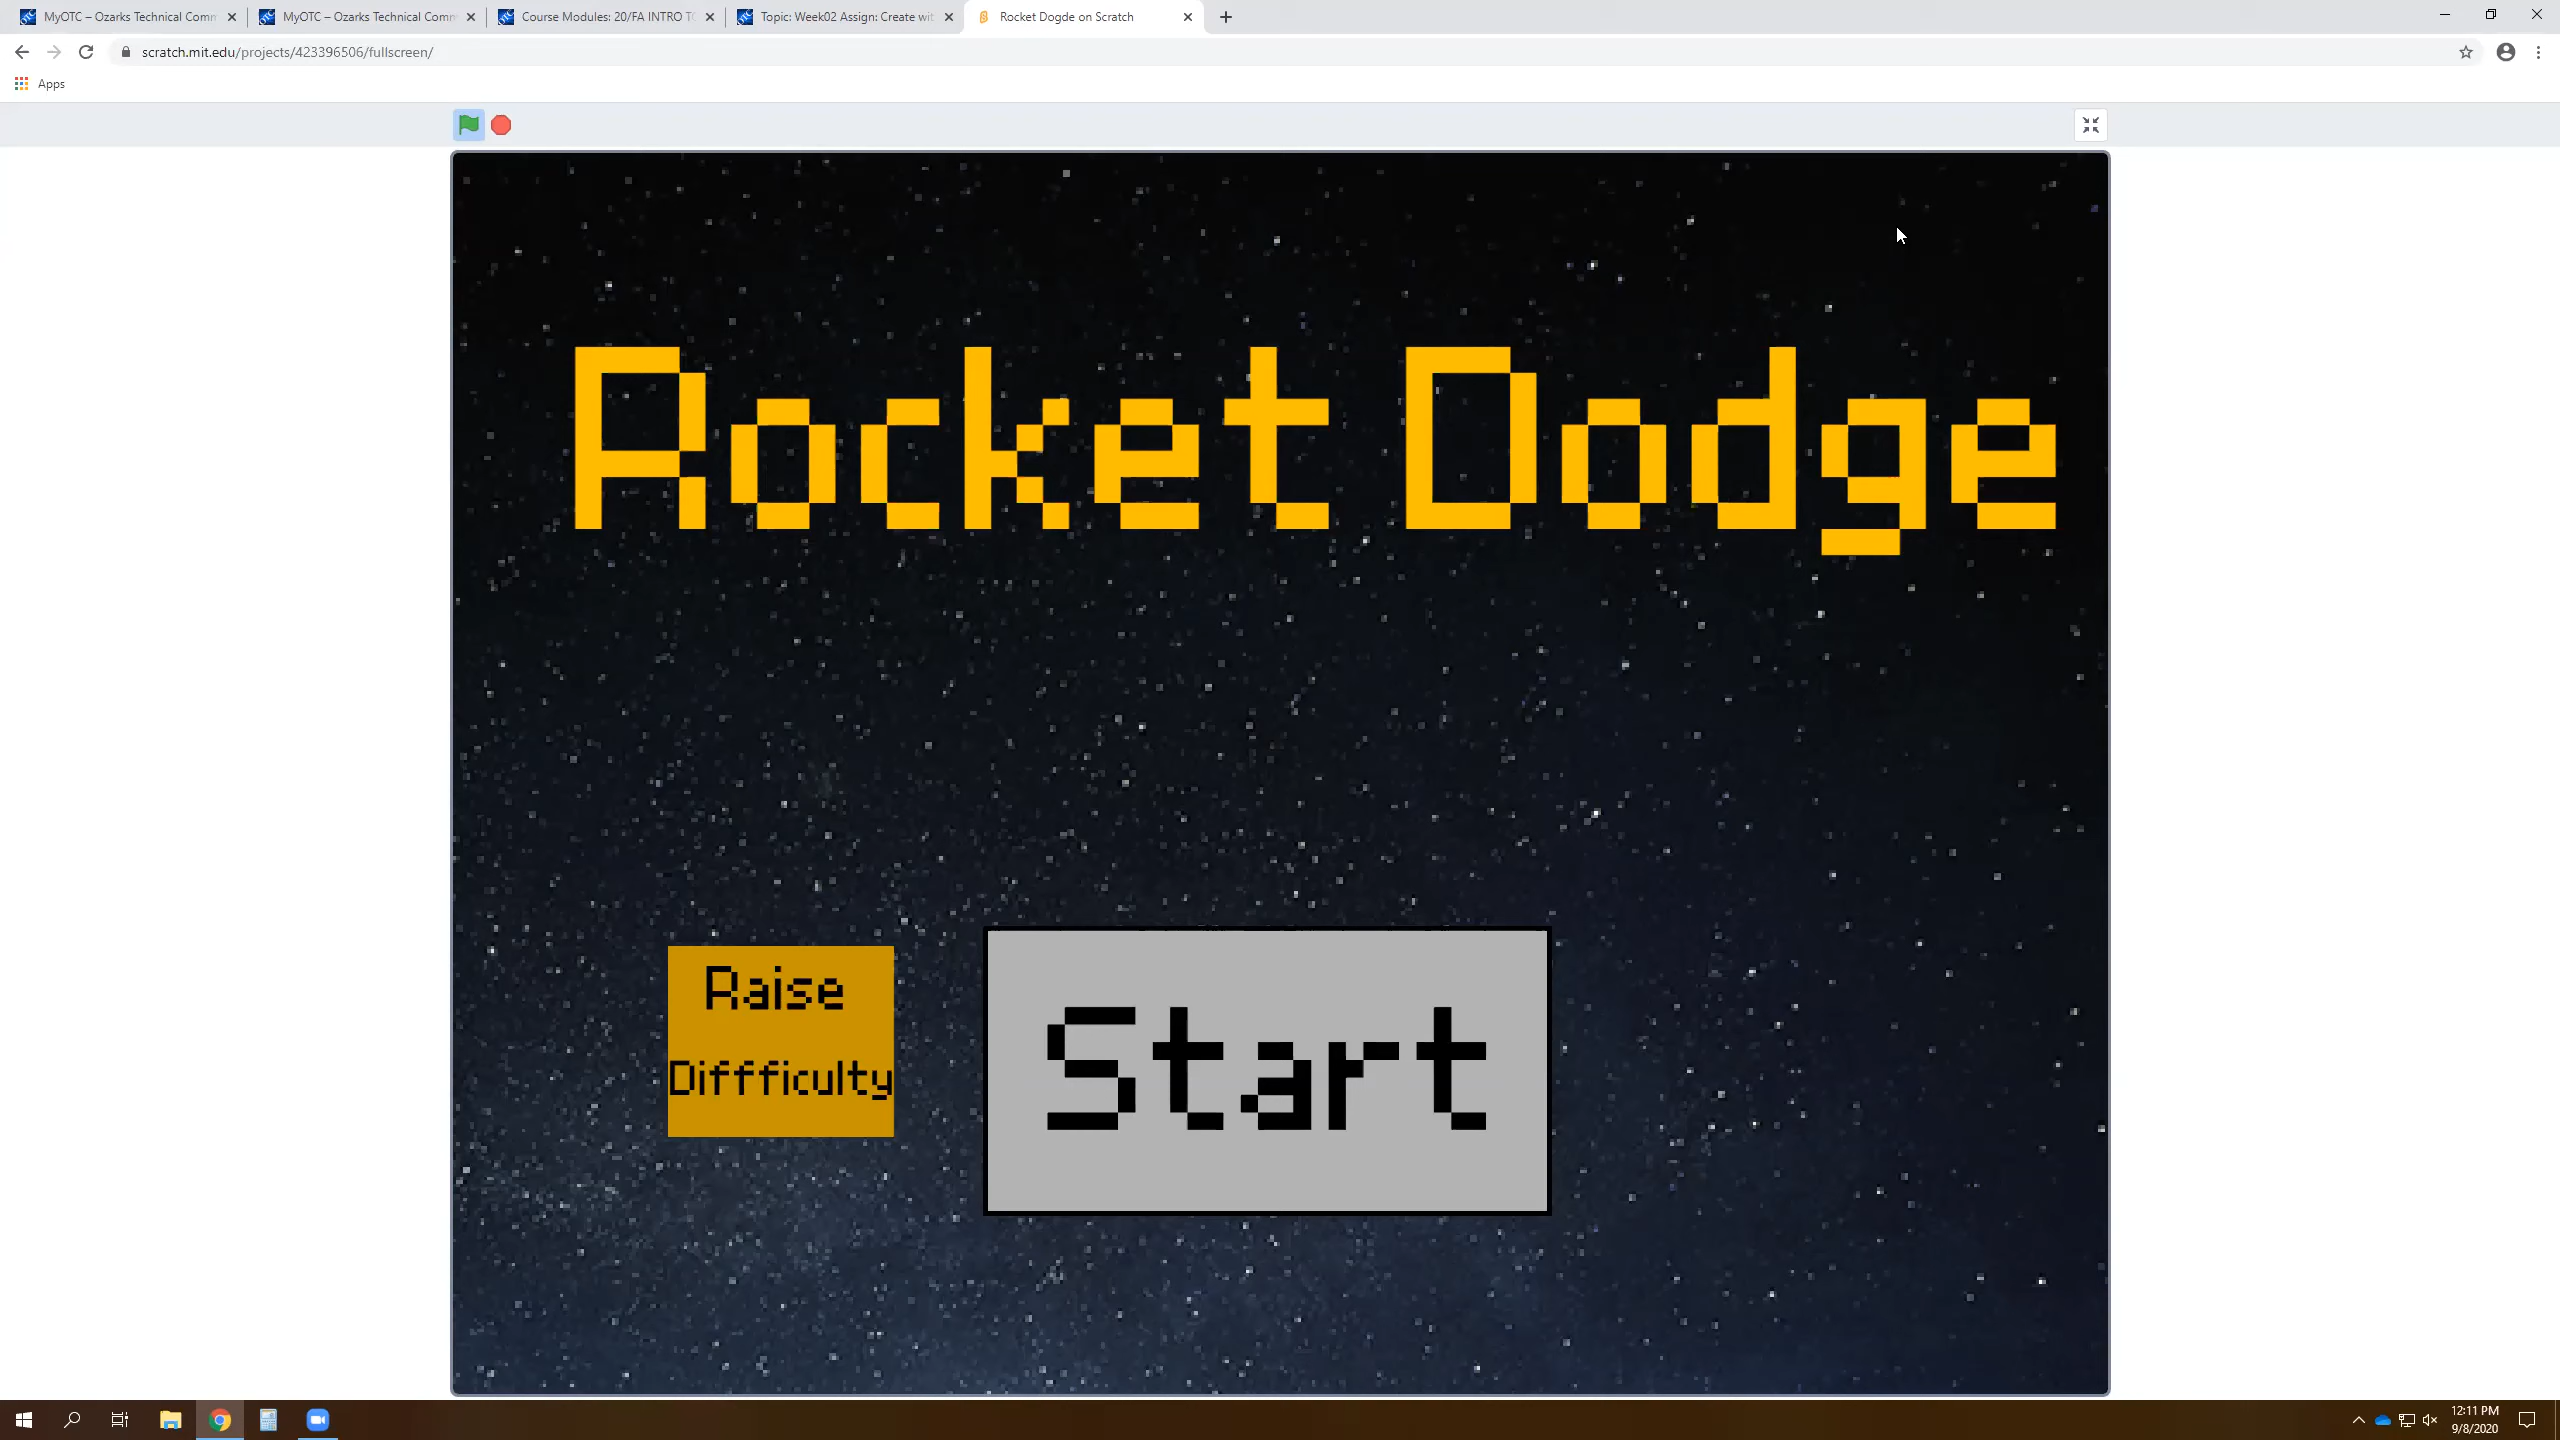 MyOTC – Ozarks Technical Comm
MyOTC – Ozarks Technical Comm
Course Modules: 20/FA INTRO TO
Topic: Week02 Assign: Create wit
Rocket Dogde on Scratch
scratch.mit.edu/projects/423396506/fullscreen/
Apps
Rocket Dodge
Raise
Diffficulty
Start
12:11 PM
9/8/2020